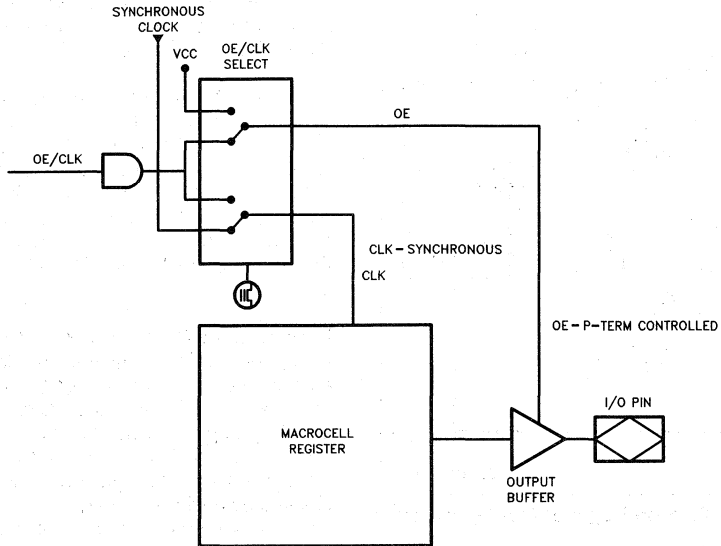 SYNCHRONOUS
CLOCK
VCC
OE/CLK
SELECT
OE
OE/CLK
CLK–SYNCHRONOUS
CLK
OE–P-TERM CONTROLLED
I/O PIN
MACROCELL
REGISTER
OUTPUT
BUFFER